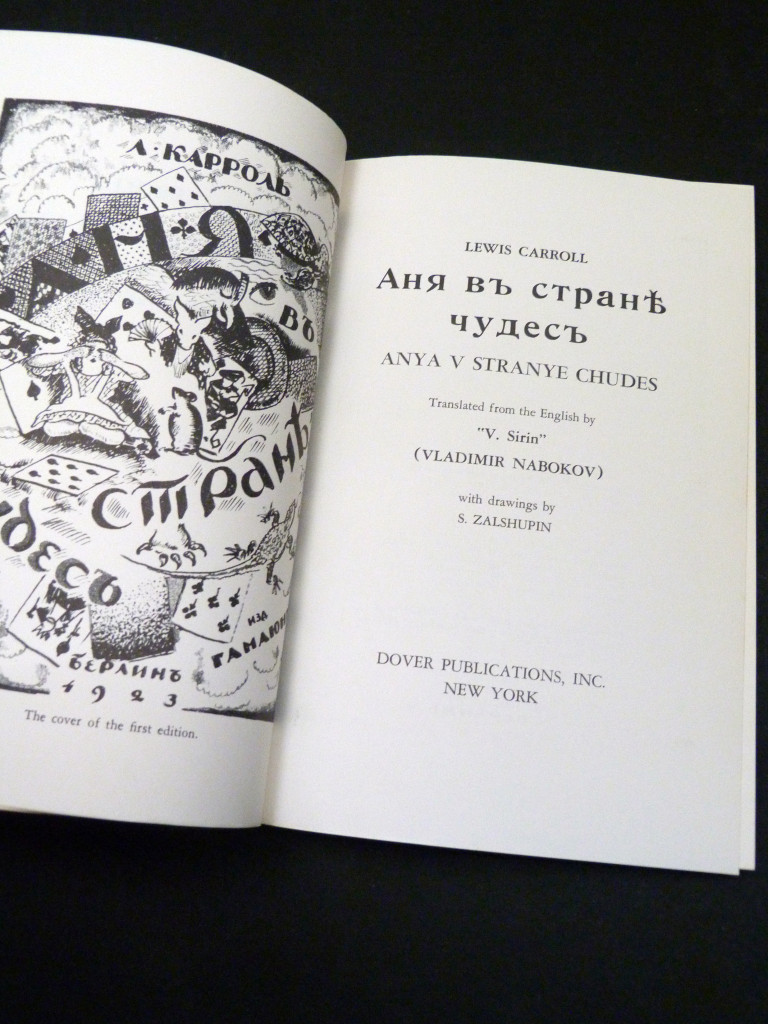 Л. КАРРОЛЬ
АНЯ
ВЪ
СТРАНѢ
ЧУДЕСЪ
ИЗД
БЕРЛИНЪ
1923
The cover of the first edition.
LEWIS CARROLL
Аня въ странѣ
чудесъ
ANYA V STRANYE CHUDES
Translated from the English by
"V. Sirin"
(VLADIMIR NABOKOV)
with drawings by
S. ZALSHUPIN
DOVER PUBLICATIONS, INC.
NEW YORK